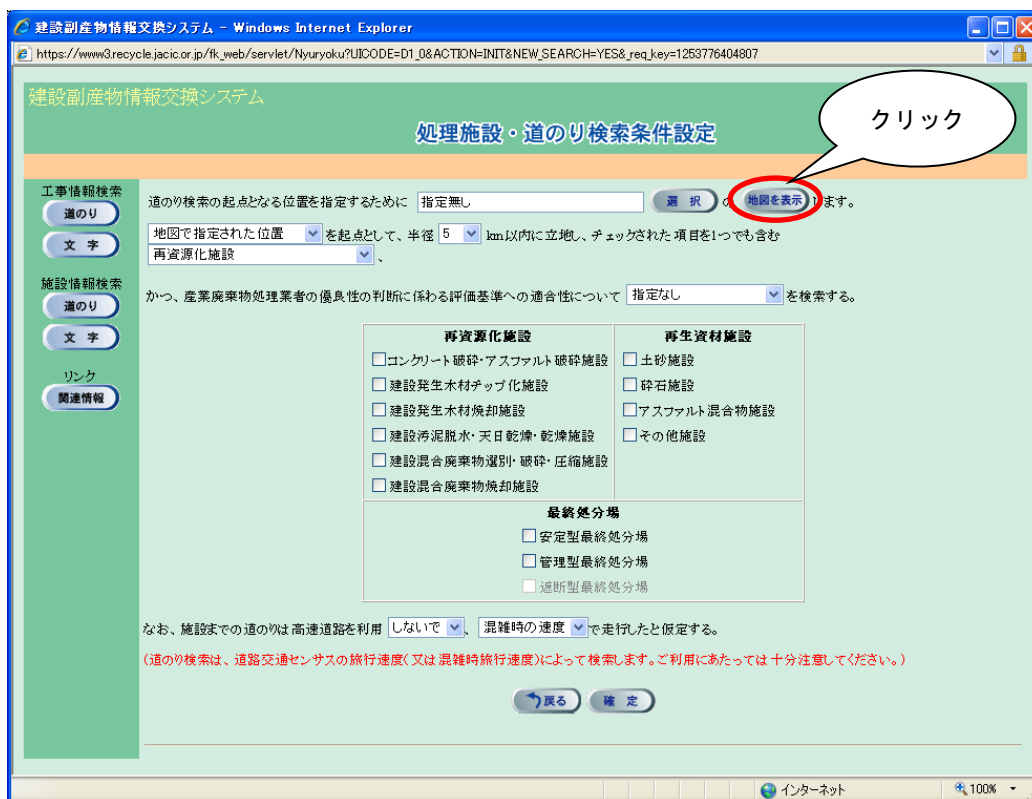 建設副産物情報交換システム - Windows Internet Explorer
https://www3.recycle.jacic.or.jp/fk_web/servlet/Nyuryoku?UICODE=D1_0&ACTION=INIT&NEW_SEARCH=YES&_req_key=1253776404807
建設副産物情報交換システム
クリック
処理施設・道のり検索条件設定
工事情報検索
道のり
文 字
施設情報検索
道のり
文 字
リンク
関連情報
道のり検索の起点となる位置を指定するために 指定無し 選 択 の 地図を表示 します。
地図で指定された位置 を起点として、半径 5 km以内に立地し、チェックされた項目を1つでも含む
再資源化施設 、
かつ、産業廃棄物処理業者の優良性の判断に係わる評価基準への適合性について 指定なし を検索する。
再資源化施設 再生資材施設
コンクリート破砕・アスファルト破砕施設 土砂施設
建設発生木材チップ化施設 砕石施設
建設発生木材焼却施設 アスファルト混合物施設
建設汚泥脱水・天日乾燥・乾燥施設 その他施設
建設混合廃棄物選別・破砕・圧縮施設
建設混合廃棄物焼却施設
最終処分場
安定型最終処分場
管理型最終処分場
遮断型最終処分場
なお、施設までの道のりは高速道路を利用 しないで 、 混雑時の速度 で走行したと仮定する。
(道のり検索は、道路交通センサスの旅行速度(又は混雑時旅行速度)によって検索します。ご利用にあたっては十分注意してください。)
戻る 確 定
インターネット 100%